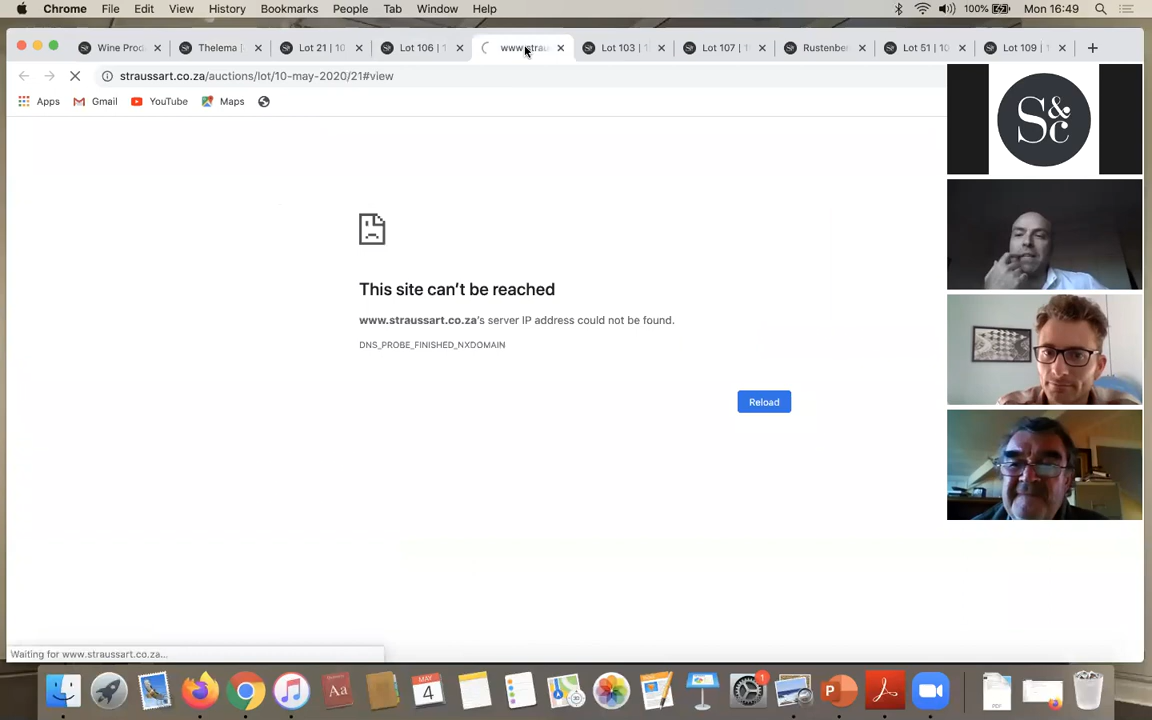 Chrome File Edit View History Bookmarks People Tab Window Help 100% Mon 16:49
Wine Prod Thelema | Lot 21 | 10 Lot 106 | 1 www.strau Lot 103 | 1 Lot 107 | 1 Rustenbe Lot 51 | 10 Lot 109 | 1
straussart.co.za/auctions/lot/10-may-2020/21#view
Apps Gmail YouTube Maps
S&c
This site can't be reached
www.straussart.co.za's server IP address could not be found.
DNS_PROBE_FINISHED_NXDOMAIN
Reload
Waiting for www.straussart.co.za...
Aa MAY 4 1 P